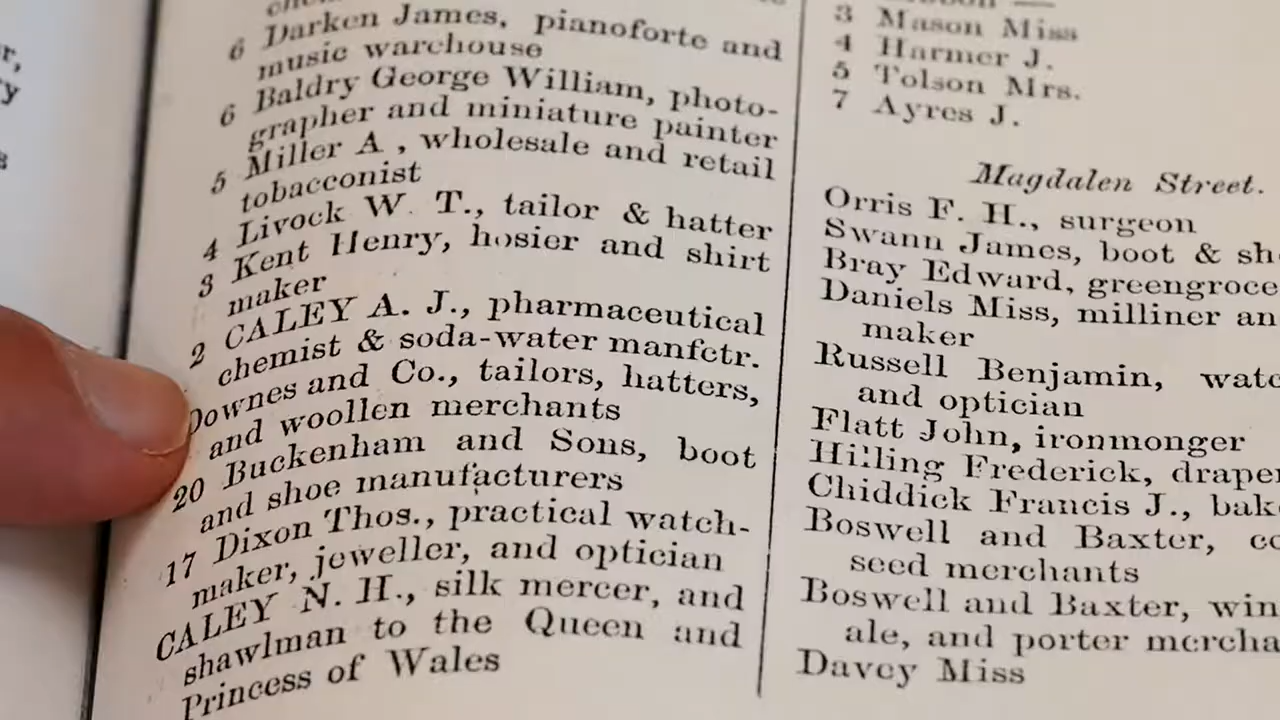 6 Darken James, pianoforte and
music warehouse
6 Baldry George William, photo-
grapher and miniature painter
5 Miller A , wholesale and retail
tobacconist
4 Livock W. T., tailor & hatter
3 Kent Henry, hosier and shirt
maker
2 CALEY A. J., pharmaceutical
chemist & soda-water manfctr.
Downes and Co., tailors, hatters,
and woollen merchants
20 Buckenham and Sons, boot
and shoe manufacturers
17 Dixon Thos., practical watch-
maker, jeweller, and optician
CALEY N. H., silk mercer, and
shawlman to the Queen and
Princess of Wales
3 Mason Miss
4 Harmer J.
5 Tolson Mrs.
7 Ayres J.
Magdalen Street.
Orris F. H., surgeon
Swann James, boot & sh
Bray Edward, greengroce
Daniels Miss, milliner an
maker
Russell Benjamin, watc
and optician
Flatt John, ironmonger
Hilling Frederick, draper
Chiddick Francis J., bak
Boswell and Baxter, co
seed merchants
Boswell and Baxter, win
ale, and porter mercha
Davey Miss